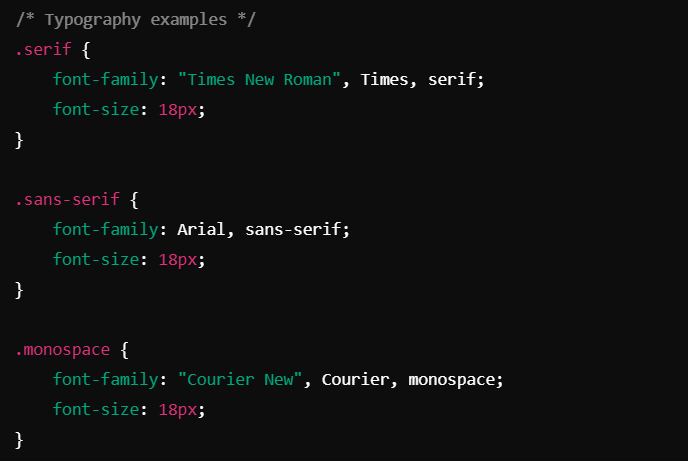 /* Typography examples */
.serif {
    font-family: "Times New Roman", Times, serif;
    font-size: 18px;
}

.sans-serif {
    font-family: Arial, sans-serif;
    font-size: 18px;
}

.monospace {
    font-family: "Courier New", Courier, monospace;
    font-size: 18px;
}